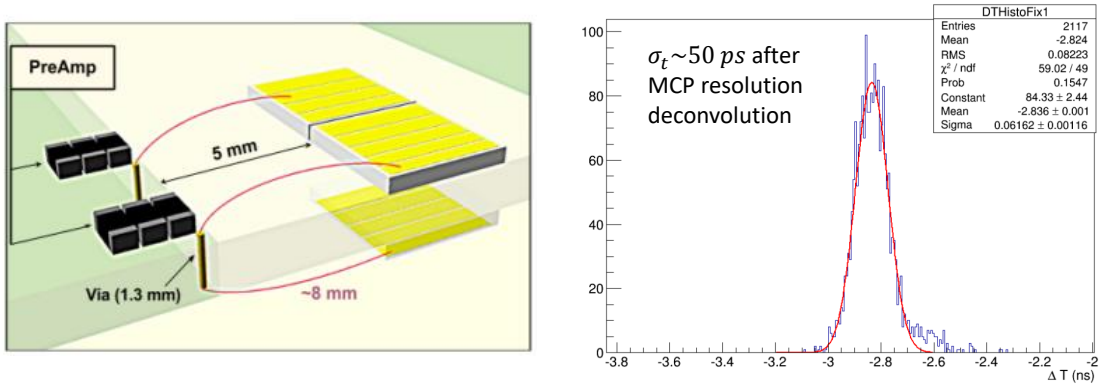 PreAmp
5 mm
Via (1.3 mm)
~8 mm
σt~50 ps after
MCP resolution
deconvolution
DTHistoFix1
Entries 2117
Mean -2.824
RMS 0.08223
χ² / ndf 59.02 / 49
Prob 0.1547
Constant 84.33 ± 2.44
Mean -2.836 ± 0.001
Sigma 0.06162 ± 0.00116
100
80
60
40
20
0
-3.8 -3.6 -3.4 -3.2 -3 -2.8 -2.6 -2.4 -2.2 -2
Δ T (ns)